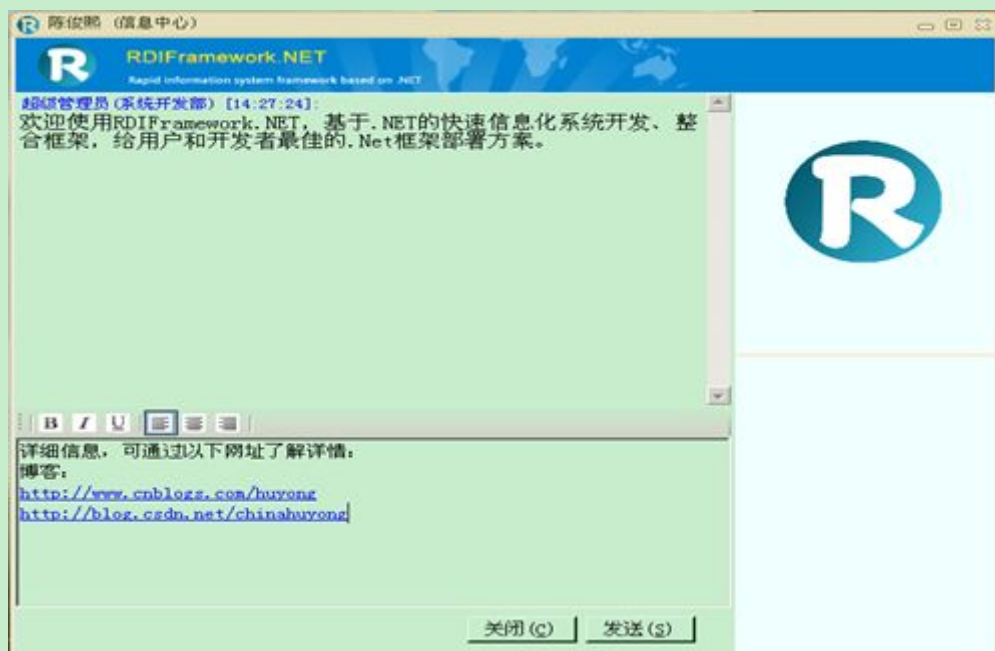 陈俊熙 (信息中心)
R
RDIFramework.NET
Rapid information system framework based on .NET
超级管理员(系统开发部) [14:27:24]:
欢迎使用RDIFramework.NET, 基于.NET的快速信息化系统开发、整
合框架, 给用户和开发者最佳的.Net框架部署方案。
R
B I U
详细信息, 可通过以下网址了解详情:
博客:
http://www.cnblogs.com/huyong
http://blog.csdn.net/chinahuyong
关闭(C) 发送(S)